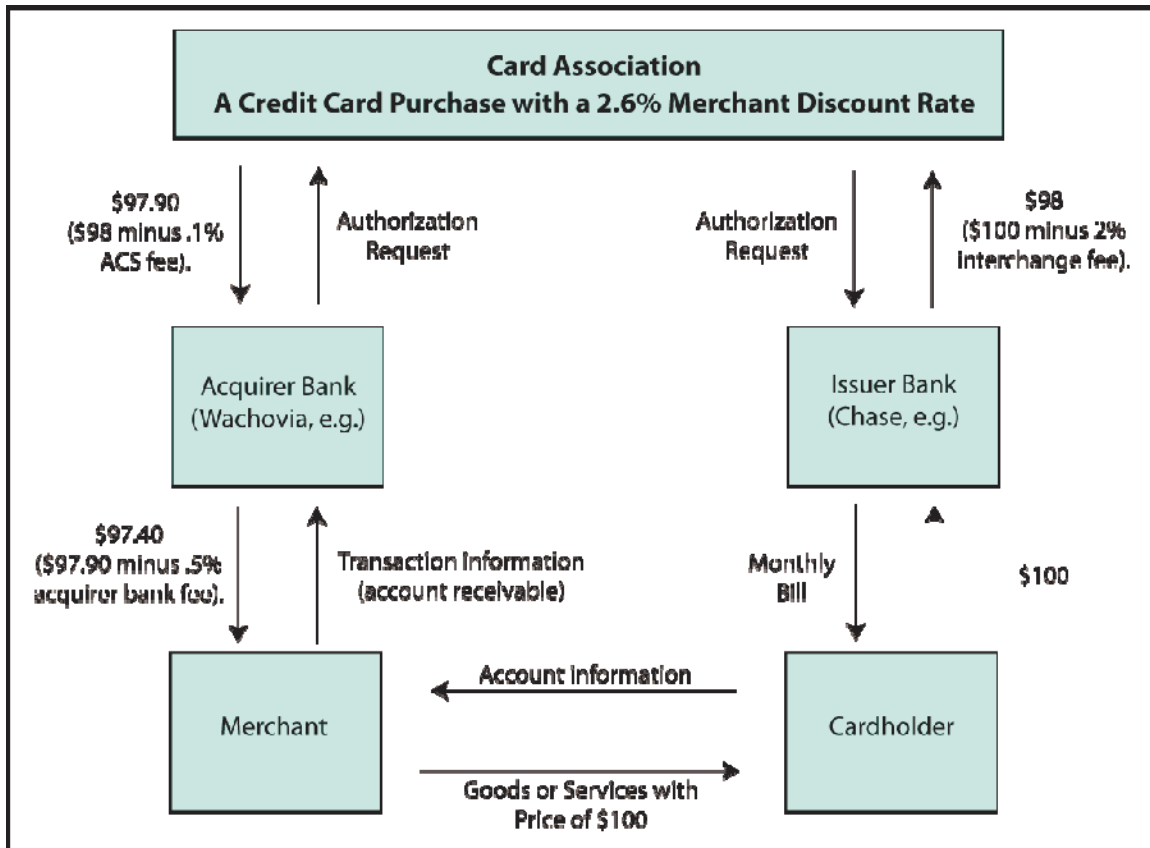 Card Association
A Credit Card Purchase with a 2.6% Merchant Discount Rate
$97.90
($98 minus .1%
ACS fee).
Authorization
Request
Authorization
Request
$98
($100 minus 2%
interchange fee).
Acquirer Bank
(Wachovia, e.g.)
Issuer Bank
(Chase, e.g.)
$97.40
($97.90 minus .5%
acquirer bank fee).
Transaction information
(account receivable)
Monthly
Bill
$100
Merchant
Account information
Cardholder
Goods or Services with
Price of $100